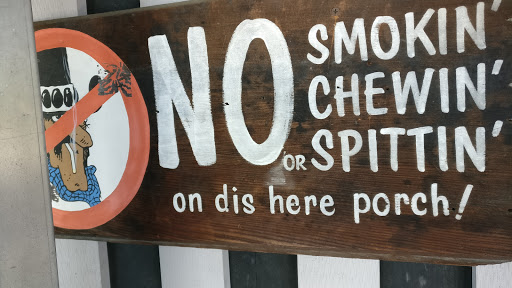 NO
SMOKIN'
CHEWIN'
OR SPITTIN'
on dis here porch!